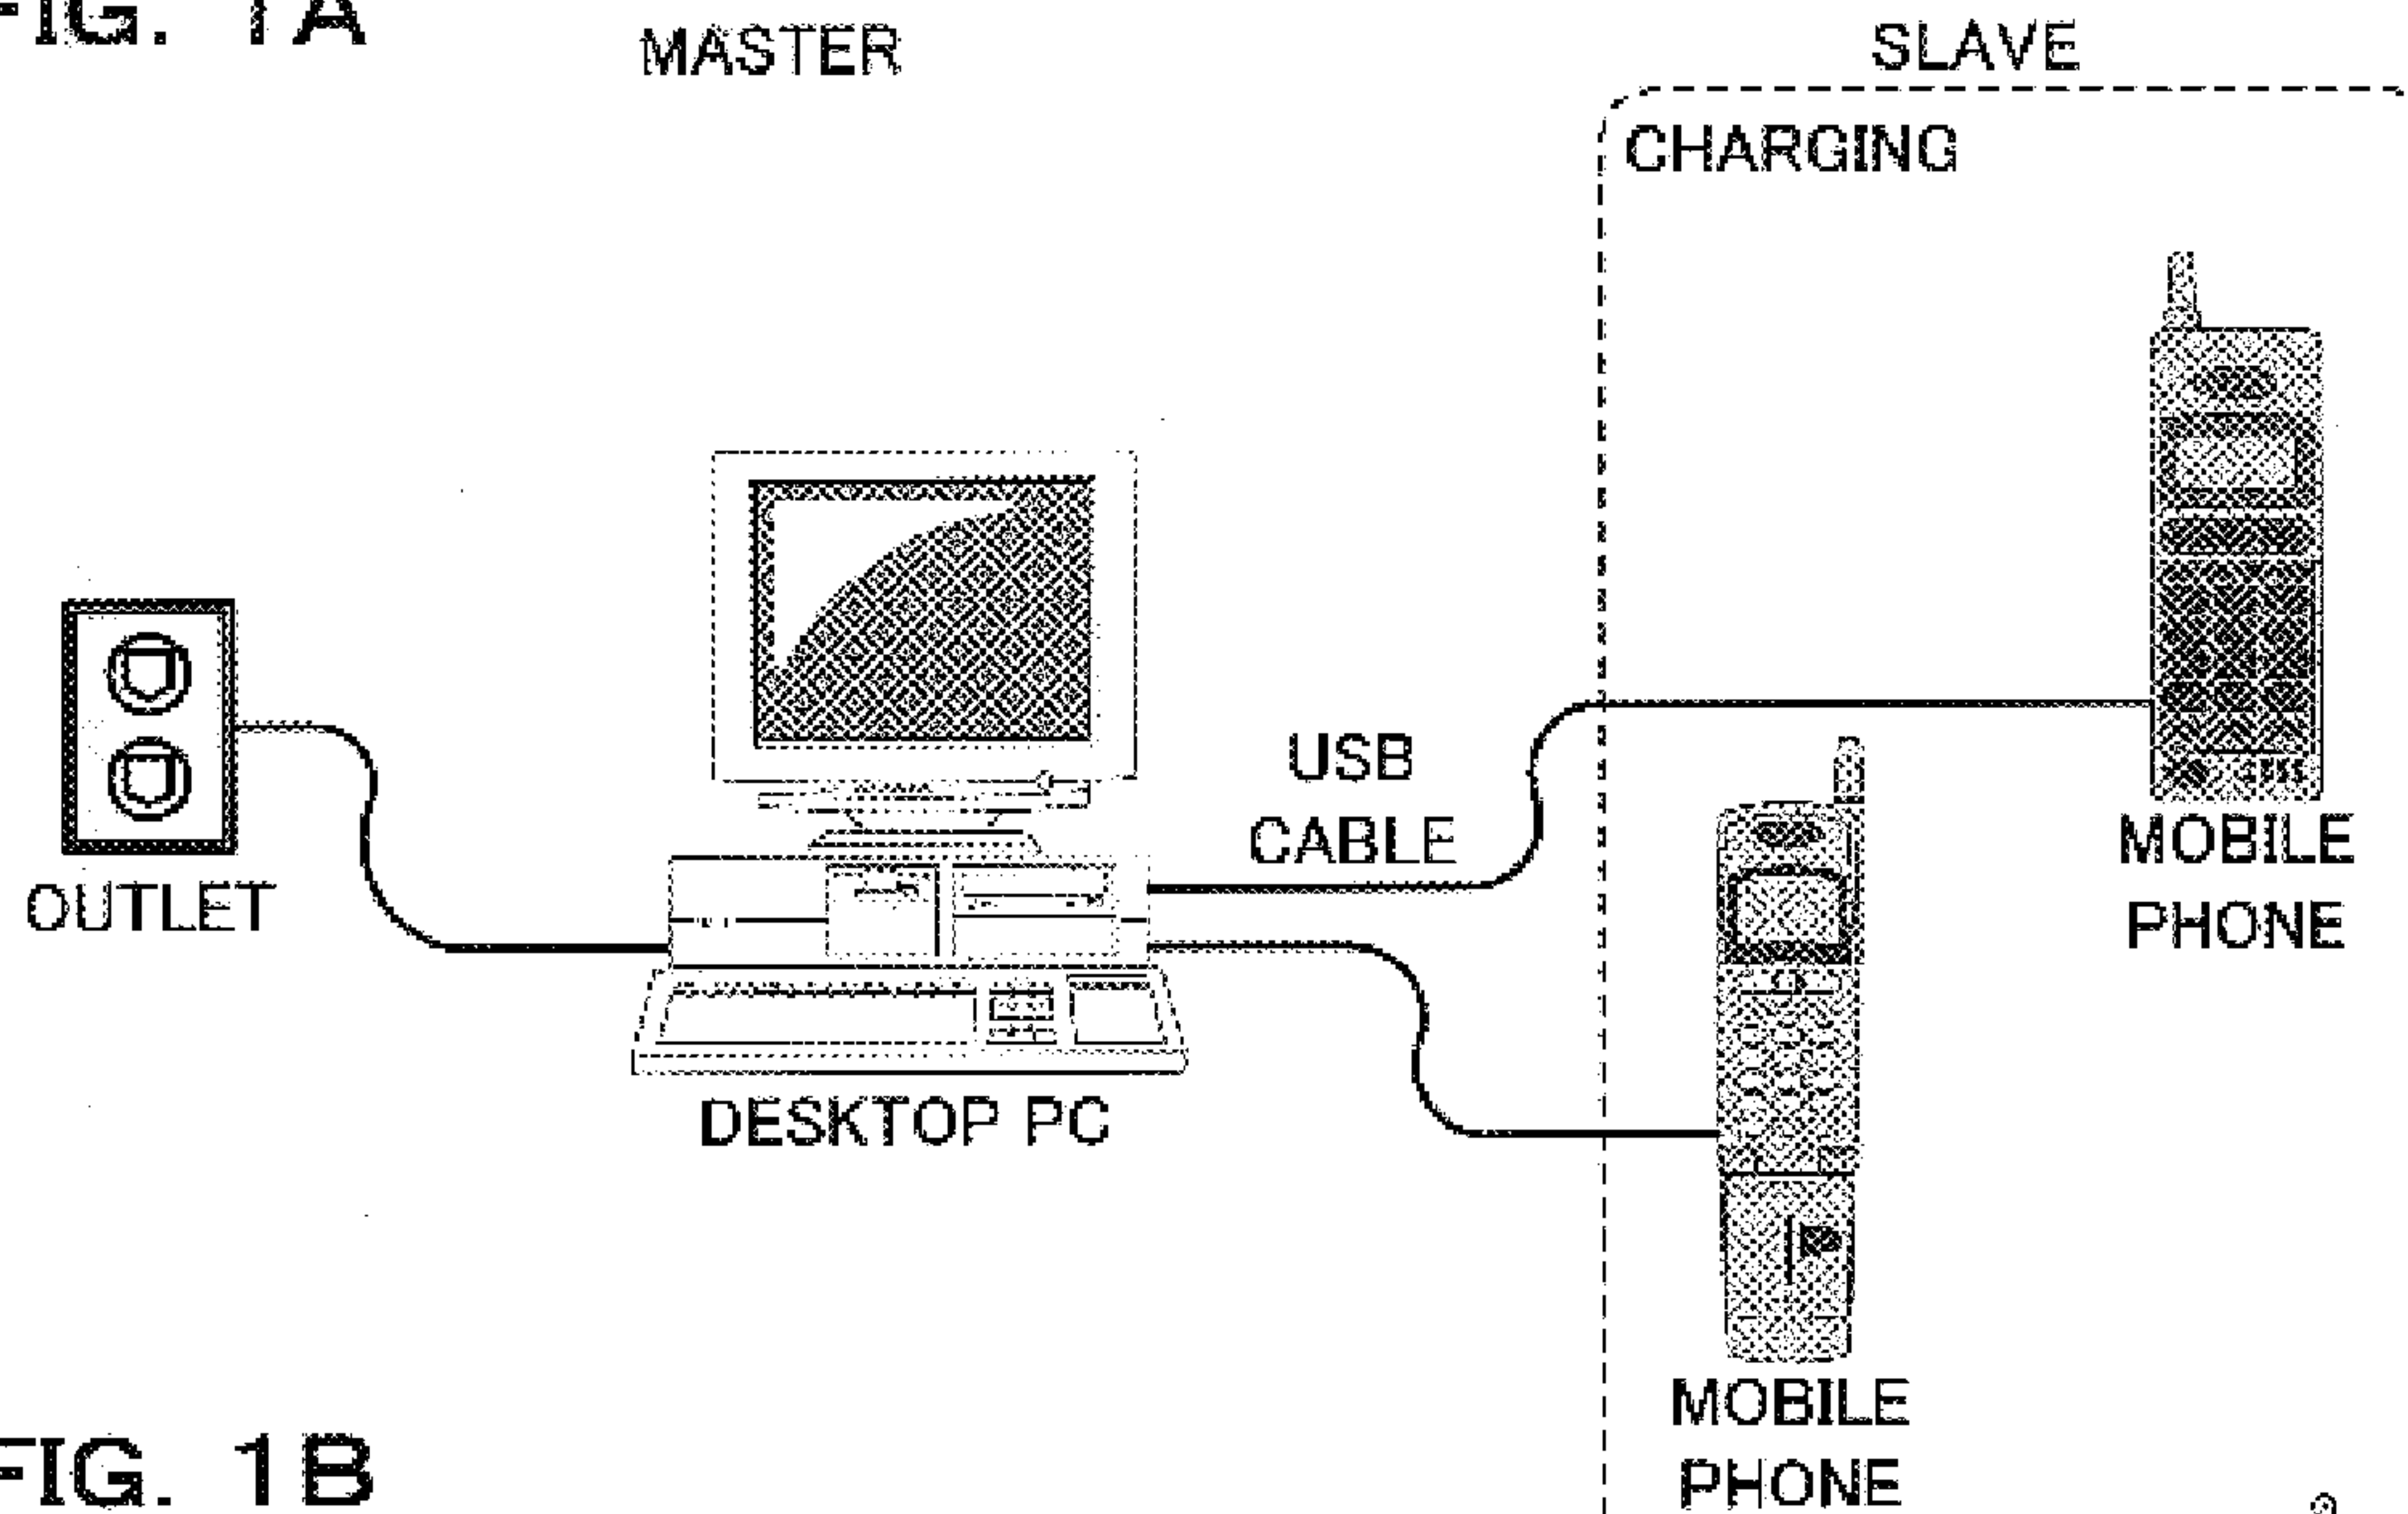 FIG. 1A
MASTER
SLAVE
CHARGING
USB
CABLE
OUTLET
MOBILE
PHONE
DESKTOP PC
MOBILE
PHONE
FIG. 1B